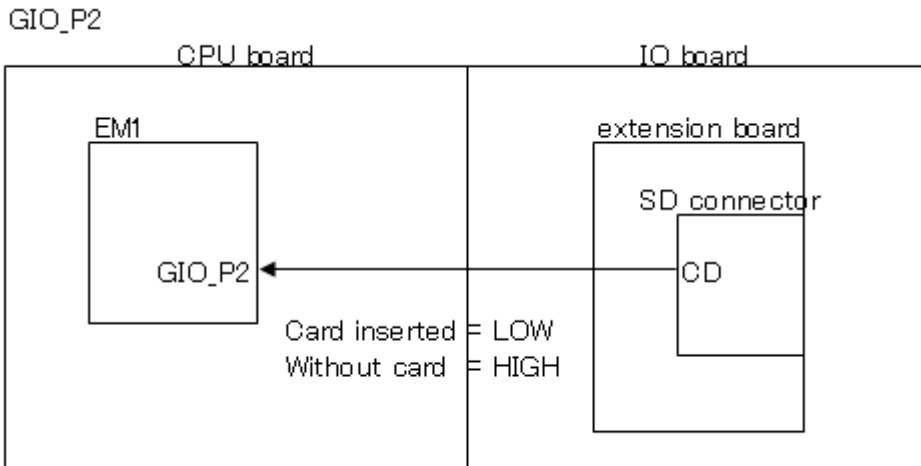 GIO_P2
CPU board
IO board
EM1
extension board
SD connector
GIO_P2
CD
Card inserted = LOW
Without card = HIGH